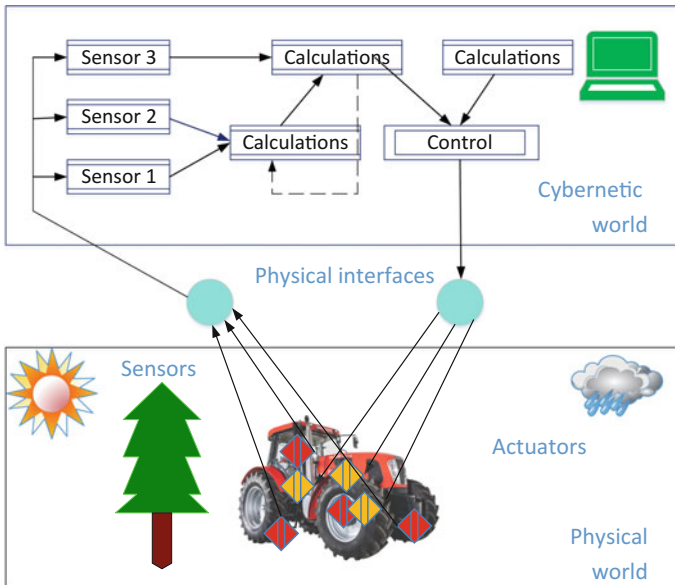 Sensor 3
Calculations
Calculations
Sensor 2
Calculations
Control
Sensor 1
Cybernetic
world
Physical interfaces
Sensors
Actuators
Physical
world